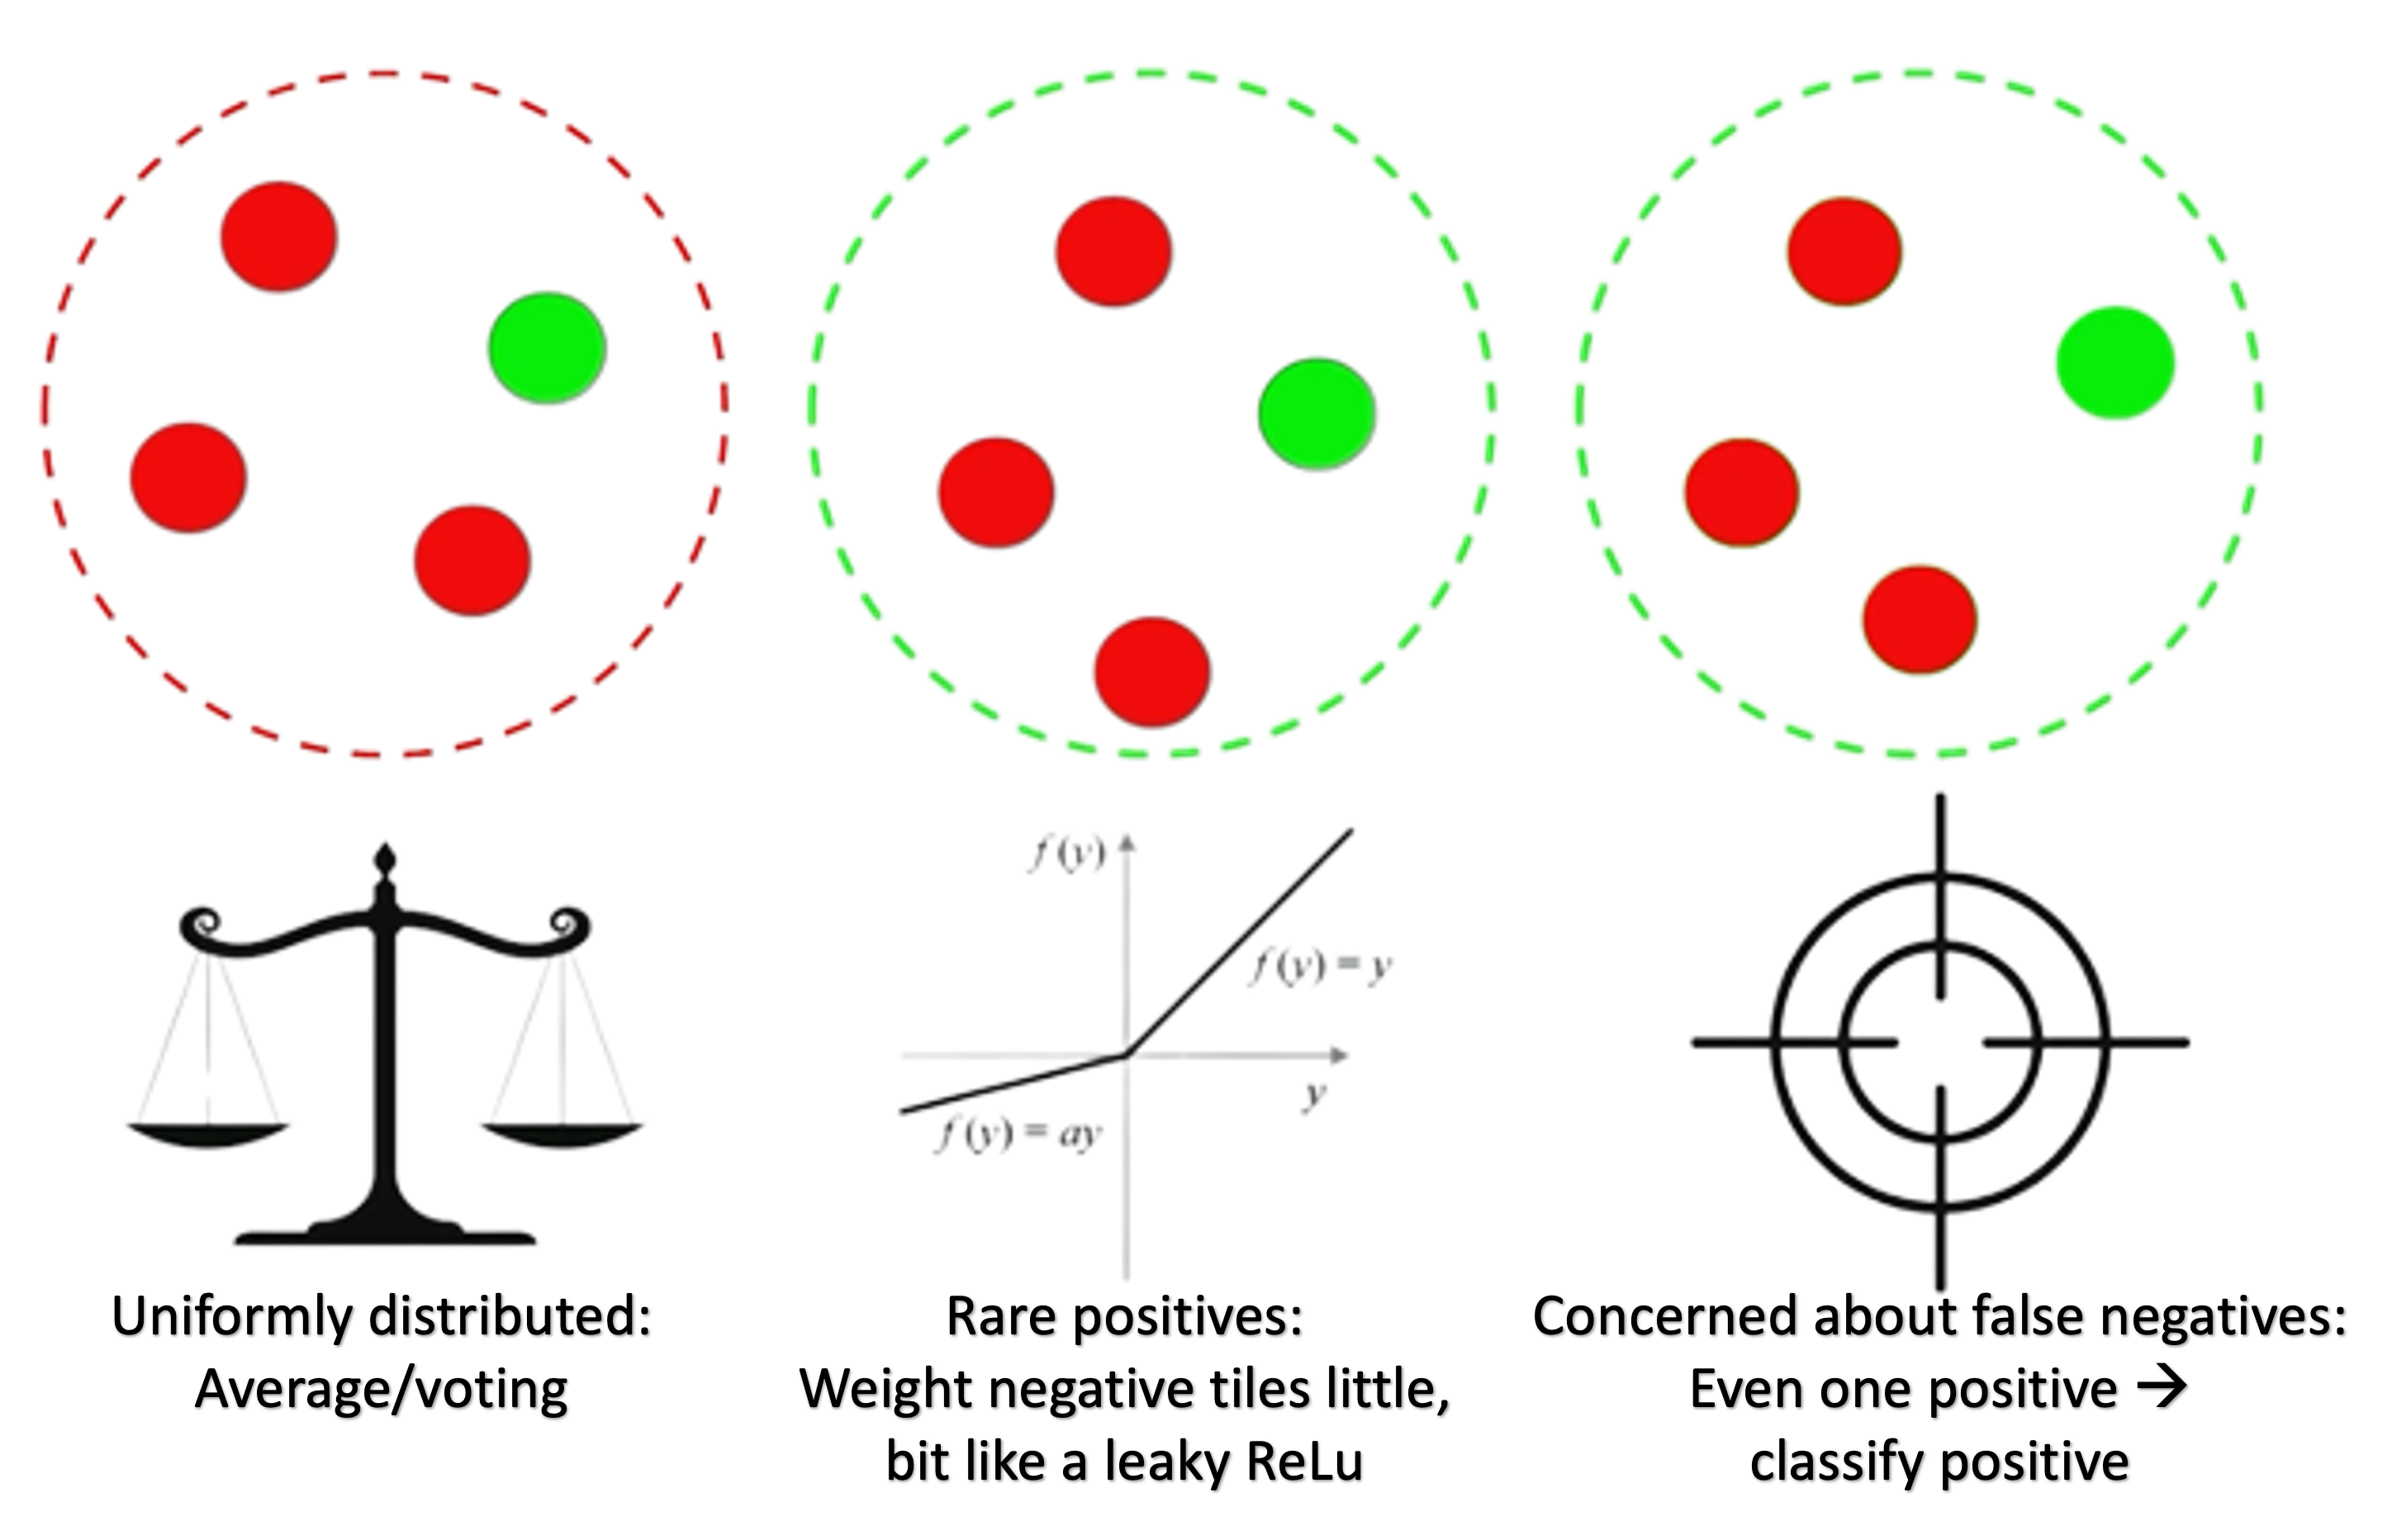 f(y)
f(y) = y
y
f(y) = ay
Uniformly distributed:
Average/voting
Rare positives:
Weight negative tiles little,
bit like a leaky ReLu
Concerned about false negatives:
Even one positive →
classify positive